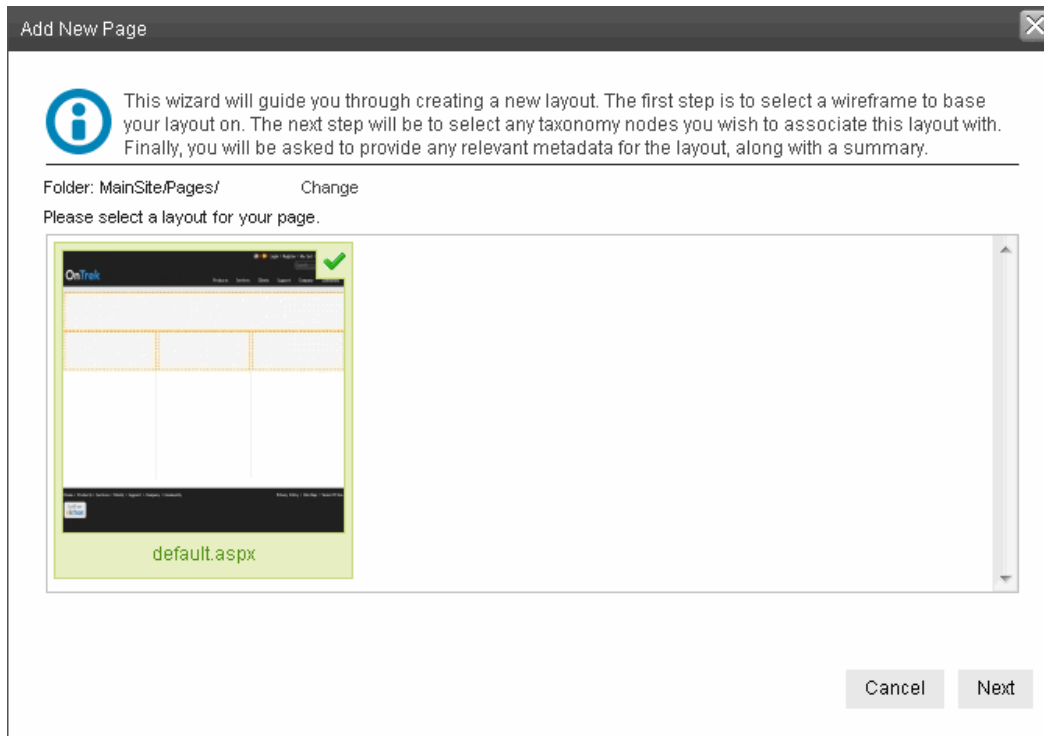 Add New Page
This wizard will guide you through creating a new layout. The first step is to select a wireframe to base
your layout on. The next step will be to select any taxonomy nodes you wish to associate this layout with.
Finally, you will be asked to provide any relevant metadata for the layout, along with a summary.
Folder: MainSite/Pages/ Change
Please select a layout for your page.
OnTrek
default.aspx
Cancel Next